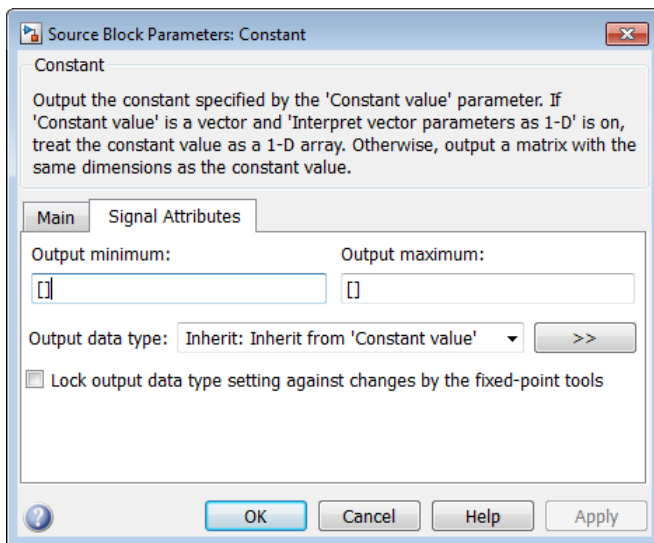 Source Block Parameters: Constant
Constant
Output the constant specified by the 'Constant value' parameter. If
'Constant value' is a vector and 'Interpret vector parameters as 1-D' is on,
treat the constant value as a 1-D array. Otherwise, output a matrix with the
same dimensions as the constant value.
Main Signal Attributes
Output minimum: Output maximum:
[] []
Output data type: Inherit: Inherit from 'Constant value' >>
Lock output data type setting against changes by the fixed-point tools
? OK Cancel Help Apply